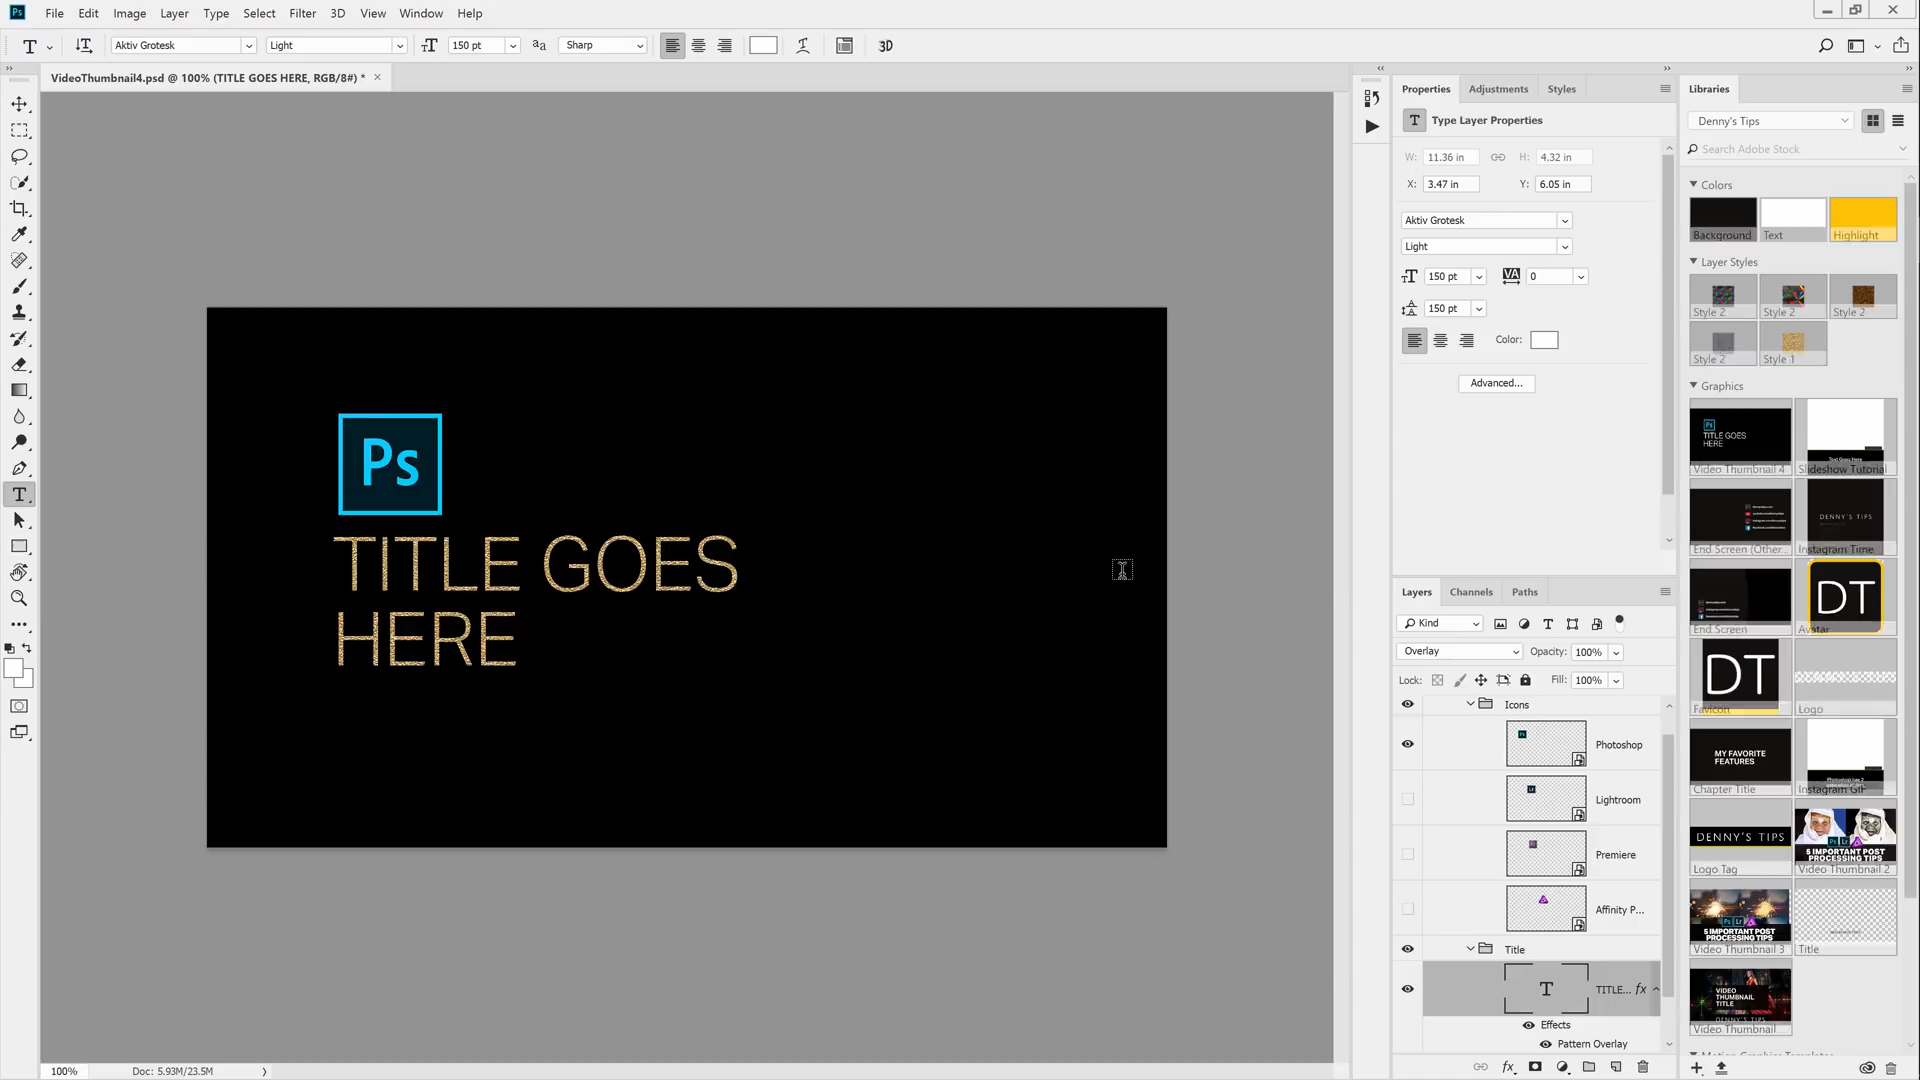 Ps File Edit Image Layer Type Select Filter 3D View Window Help
T Aktiv Grotesk Light 150 pt Sharp 3D
VideoThumbnail4.psd @ 100% (TITLE GOES HERE, RGB/8#) * ×
Ps
TITLE GOES
HERE
100% Doc: 5.93M/23.5M
Properties Adjustments Styles
T Type Layer Properties
W: 11.36 in H: 4.32 in
X: 3.47 in Y: 6.05 in
Aktiv Grotesk
Light
150 pt VA 0
150 pt
Color:
Advanced...
Layers Channels Paths
Kind
Overlay Opacity: 100%
Lock: Fill: 100%
Icons
Photoshop
Lightroom
Premiere
Affinity P...
Title
T TITLE... fx
Effects
Pattern Overlay
fx
Libraries
Denny's Tips
Search Adobe Stock
Colors
Background Text Highlight
Layer Styles
Style 2 Style 2 Style 2
Style 2 Style 1
Graphics
Ps
TITLE GOES
HERE
Video Thumbnail 4
Text Goes Here
Slideshow Tutorial
End Screen (Other...
DENNY'S TIPS
Instagram Time
End Screen
DT
Avatar
DT
Favicon
Logo
MY FAVORITE
FEATURES
Chapter Title
Instagram GIF
DENNY'S TIPS
Logo Tag
5 IMPORTANT POST
PROCESSING TIPS
Video Thumbnail 2
Ps Lr
5 IMPORTANT POST
PROCESSING TIPS
Video Thumbnail 3
Title
VIDEO
THUMBNAIL
TITLE
DENNY'S TIPS
Video Thumbnail
Motion Graphics Templates